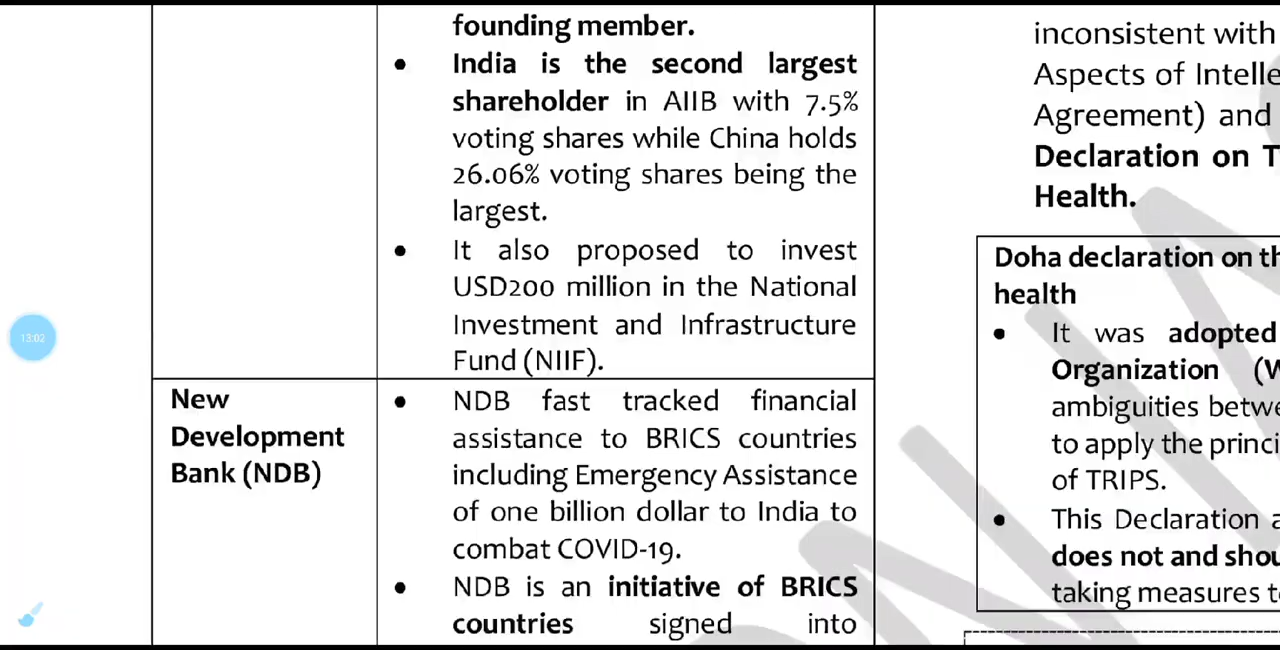 founding member.
• India is the second largest
shareholder in AIIB with 7.5%
voting shares while China holds
26.06% voting shares being the
largest.
• It also proposed to invest
USD200 million in the National
Investment and Infrastructure
Fund (NIIF).
New
Development
Bank (NDB)
• NDB fast tracked financial
assistance to BRICS countries
including Emergency Assistance
of one billion dollar to India to
combat COVID-19.
• NDB is an initiative of BRICS
countries signed into
inconsistent with
Aspects of Intelle
Agreement) and
Declaration on T
Health.
Doha declaration on th
health
• It was adopted
Organization (W
ambiguities betwe
to apply the princi
of TRIPS.
• This Declaration a
does not and shou
taking measures t
13:02